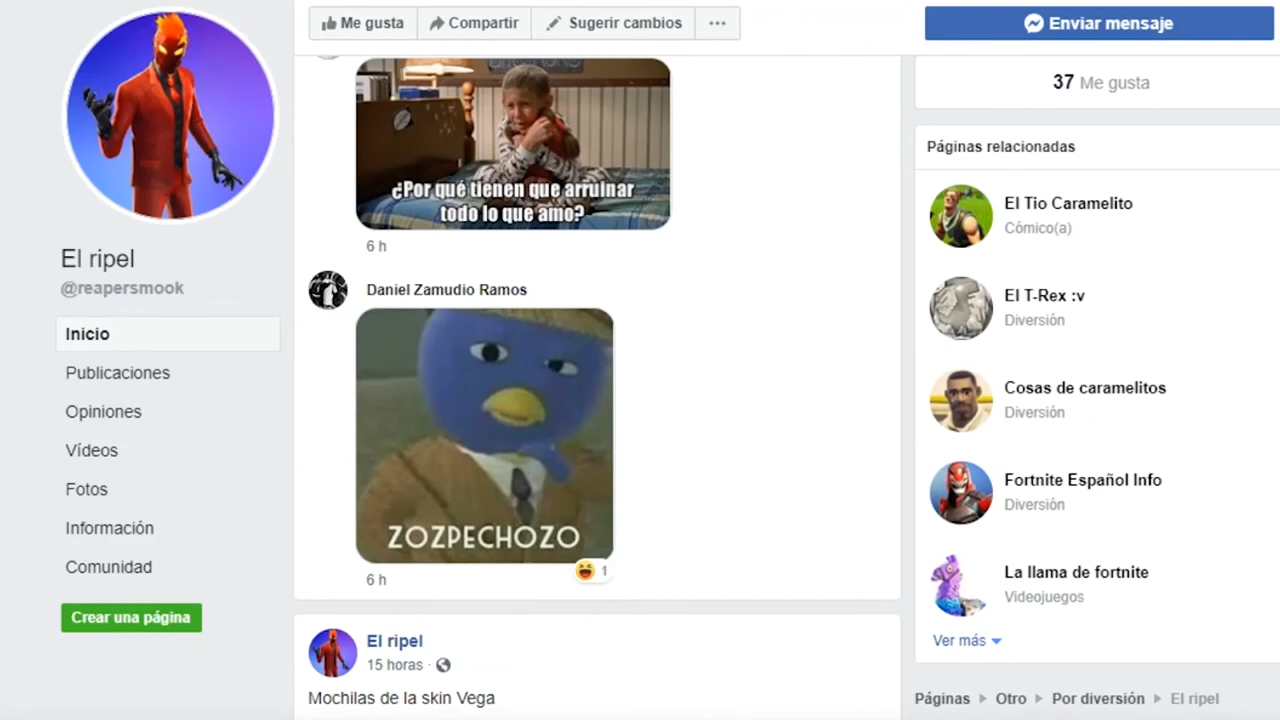 Me gusta
Compartir
Sugerir cambios
Enviar mensaje
El ripel
@reapersmook
Inicio
Publicaciones
Opiniones
Vídeos
Fotos
Información
Comunidad
Crear una página
¿Por qué tienen que arruinar
todo lo que amo?
6 h
Daniel Zamudio Ramos
ZOZPECHOZO
1
6 h
El ripel
15 horas ·
Mochilas de la skin Vega
37 Me gusta
Páginas relacionadas
El Tio Caramelito
Cómico(a)
El T-Rex :v
Diversión
Cosas de caramelitos
Diversión
Fortnite Español Info
Diversión
La llama de fortnite
Videojuegos
Ver más
Páginas Otro Por diversión El ripel